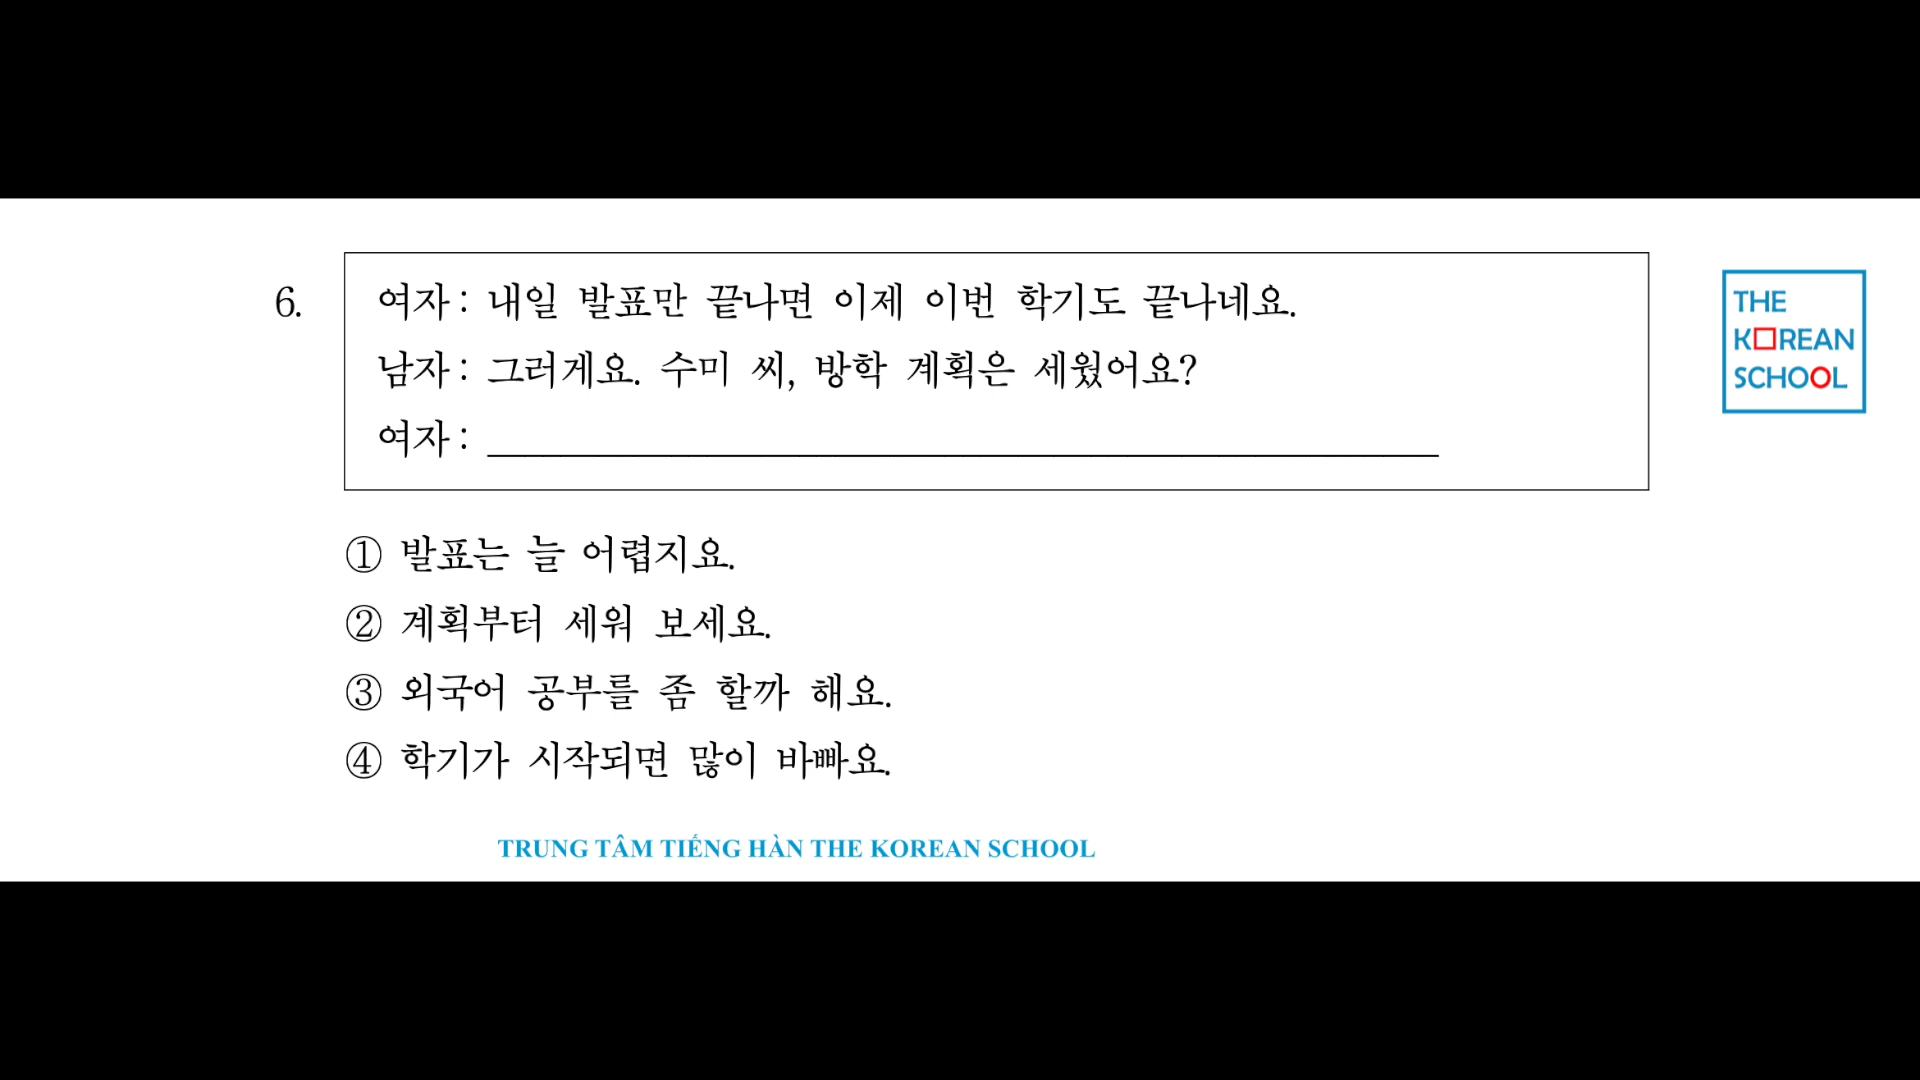 6.
여자 : 내일 발표만 끝나면 이제 이번 학기도 끝나네요.
남자 : 그러게요. 수미 씨, 방학 계획은 세웠어요?
여자 :
① 발표는 늘 어렵지요.
② 계획부터 세워 보세요.
③ 외국어 공부를 좀 할까 해요.
④ 학기가 시작되면 많이 바빠요.
THE
KOREAN
SCHOOL
TRUNG TÂM TIẾNG HÀN THE KOREAN SCHOOL